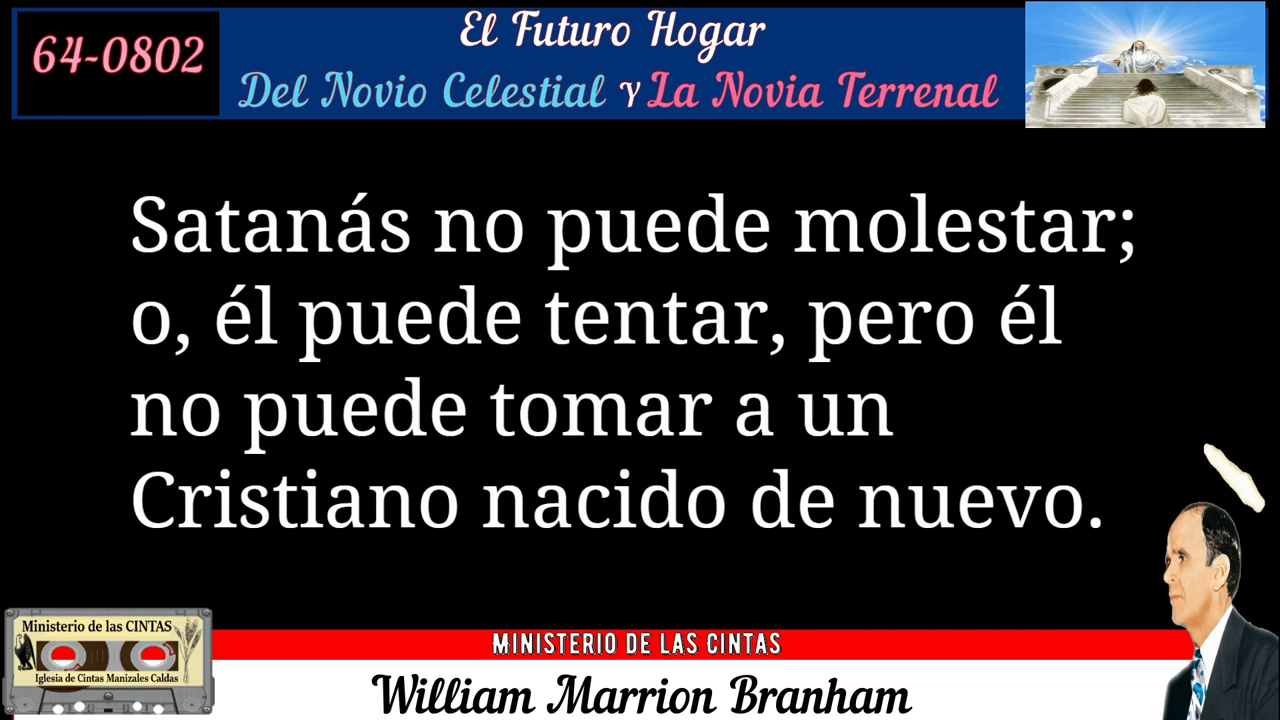 64-0802
El Futuro Hogar
Del Novio Celestial y La Novia Terrenal
Satanás no puede molestar;
o, él puede tentar, pero él
no puede tomar a un
Cristiano nacido de nuevo.
Ministerio de las CINTAS
Iglesia de Cintas Manizales Caldas
MINISTERIO DE LAS CINTAS
William Marrion Branham